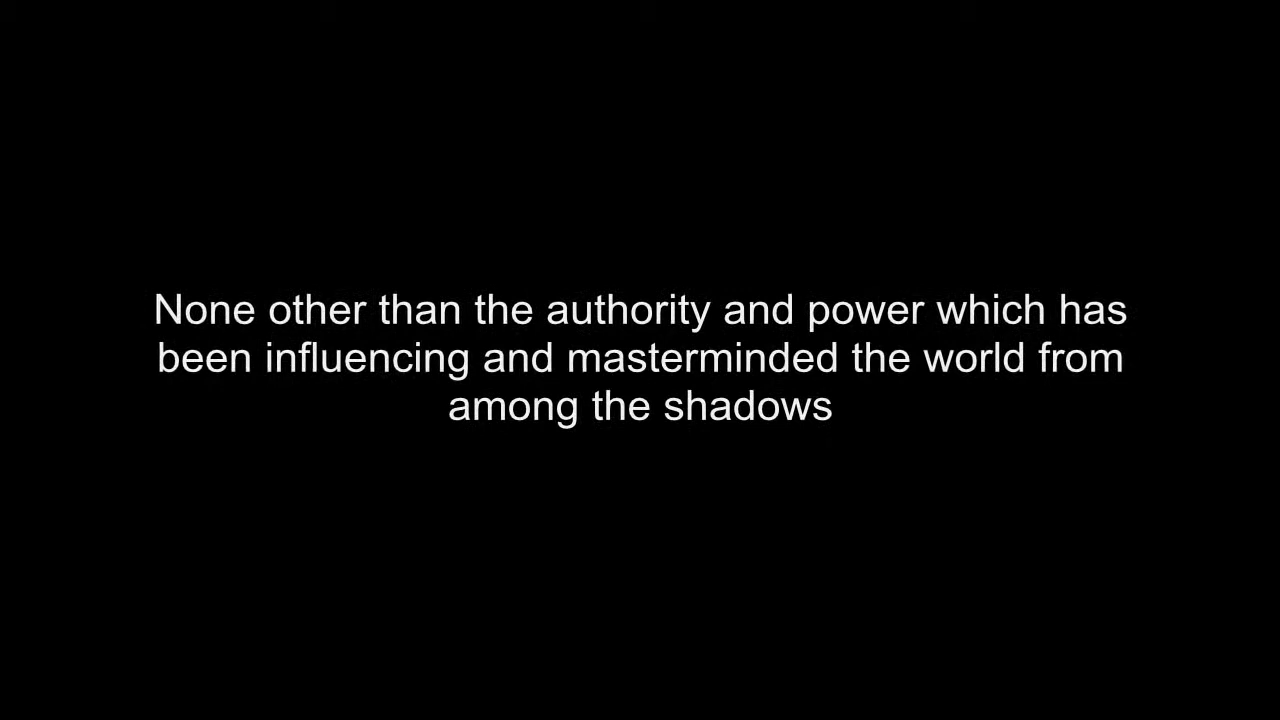 None other than the authority and power which has
been influencing and masterminded the world from
among the shadows